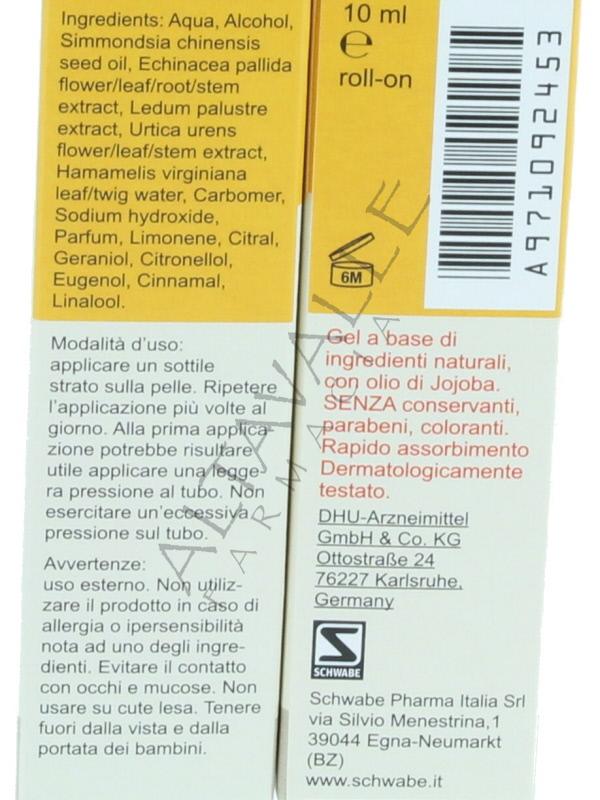 Ingredients: Aqua, Alcohol,
Simmondsia chinensis
seed oil, Echinacea pallida
flower/leaf/root/stem
extract, Ledum palustre
extract, Urtica urens
flower/leaf/stem extract,
Hamamelis virginiana
leaf/twig water, Carbomer,
Sodium hydroxide,
Parfum, Limonene, Citral,
Geraniol, Citronellol,
Eugenol, Cinnamal,
Linalool.
Modalità d'uso:
applicare un sottile
strato sulla pelle. Ripetere
l'applicazione più volte al
giorno. Alla prima applica-
zione potrebbe risultare
utile applicare una legge-
ra pressione al tubo. Non
esercitare un'eccessiva
pressione sul tubo.
Avvertenze:
uso esterno. Non utiliz-
zare il prodotto in caso di
allergia o ipersensibilità
nota ad uno degli ingre-
dienti. Evitare il contatto
con occhi e mucose. Non
usare su cute lesa. Tenere
fuori dalla vista e dalla
portata dei bambini.
10 ml
℮
roll-on
A971092453
6M
Gel a base di
ingredienti naturali,
con olio di Jojoba.
SENZA conservanti,
parabeni, coloranti.
Rapido assorbimento
Dermatologicamente
testato.
DHU-Arzneimittel
GmbH & Co. KG
Ottostraße 24
76227 Karlsruhe,
Germany
SCHWABE
Schwabe Pharma Italia Srl
via Silvio Menestrina,1
39044 Egna-Neumarkt
(BZ)
www.schwabe.it
ALTAVALLE
FARMACIA